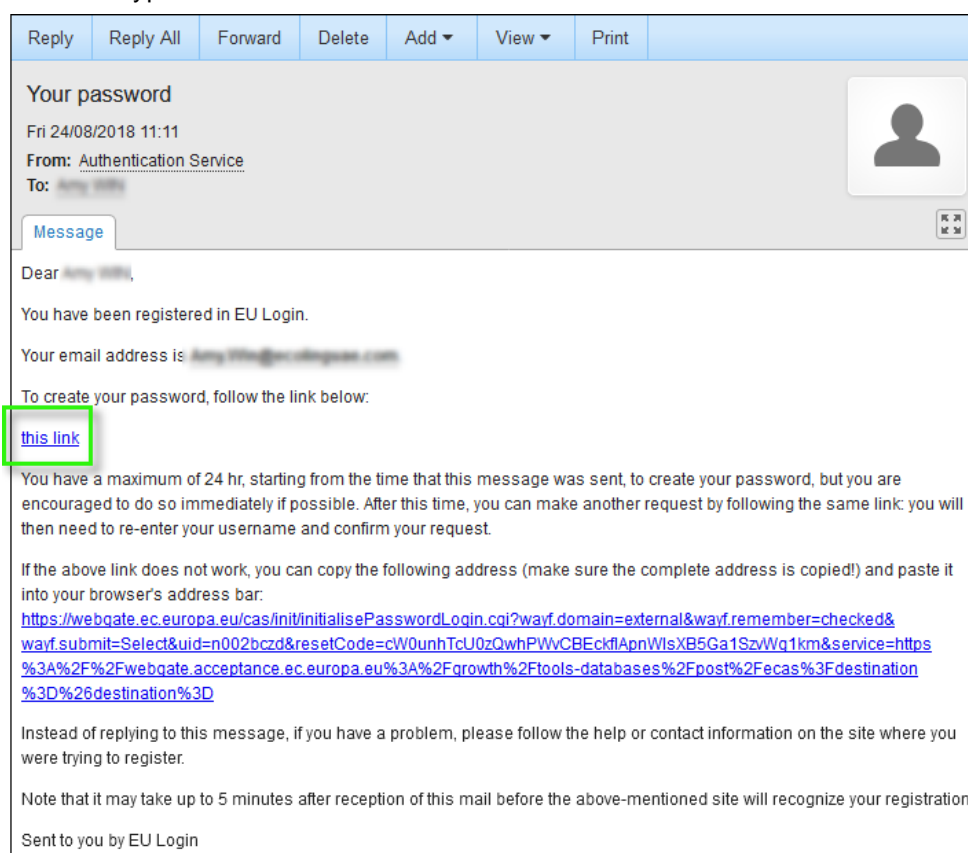 Reply Reply All Forward Delete Add View Print
Your password
Fri 24/08/2018 11:11
From: Authentication Service
To:
Message
Dear ,
You have been registered in EU Login.
Your email address is
To create your password, follow the link below:
this link
You have a maximum of 24 hr, starting from the time that this message was sent, to create your password, but you are
encouraged to do so immediately if possible. After this time, you can make another request by following the same link: you will
then need to re-enter your username and confirm your request.
If the above link does not work, you can copy the following address (make sure the complete address is copied!) and paste it
into your browser's address bar:
https://webgate.ec.europa.eu/cas/init/initialisePasswordLogin.cgi?wayf.domain=external&wayf.remember=checked&
wayf.submit=Select&uid=n002bczd&resetCode=cW0unhTcU0zQwhPWvCBEckflApnWIsXB5Ga1SzvWq1km&service=https
%3A%2F%2Fwebgate.acceptance.ec.europa.eu%3A%2Fgrowth%2Ftools-databases%2Fpost%2Fecas%3Fdestination
%3D%26destination%3D
Instead of replying to this message, if you have a problem, please follow the help or contact information on the site where you
were trying to register.
Note that it may take up to 5 minutes after reception of this mail before the above-mentioned site will recognize your registration
Sent to you by EU Login